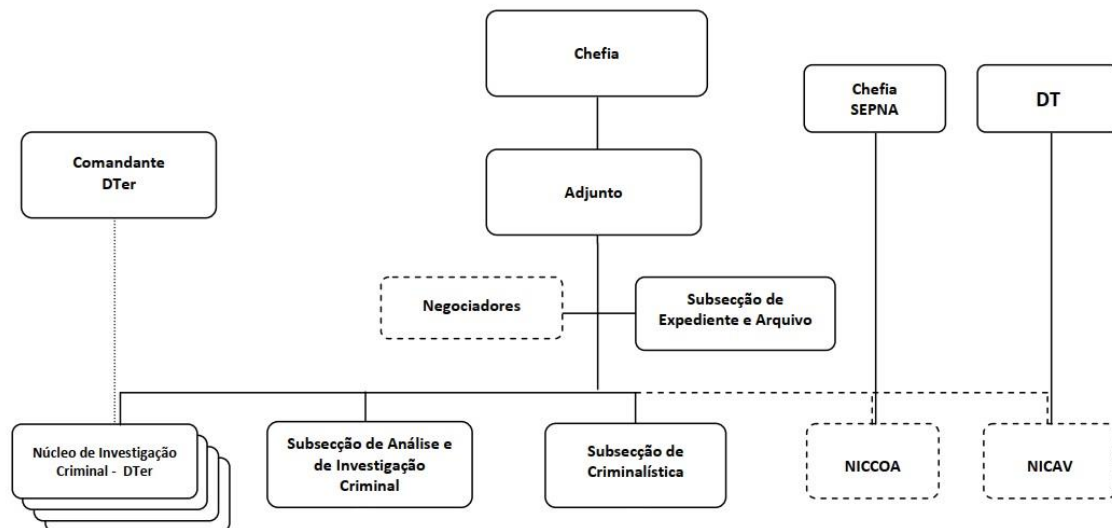 Chefia
Chefia
SEPNA
DT
Comandante
DTer
Adjunto
Negociadores
Subsecção de
Expediente e Arquivo
Núcleo de Investigação
Criminal - DTer
Subsecção de Análise e
de Investigação
Criminal
Subsecção de
Criminalística
NICCOA
NICAV